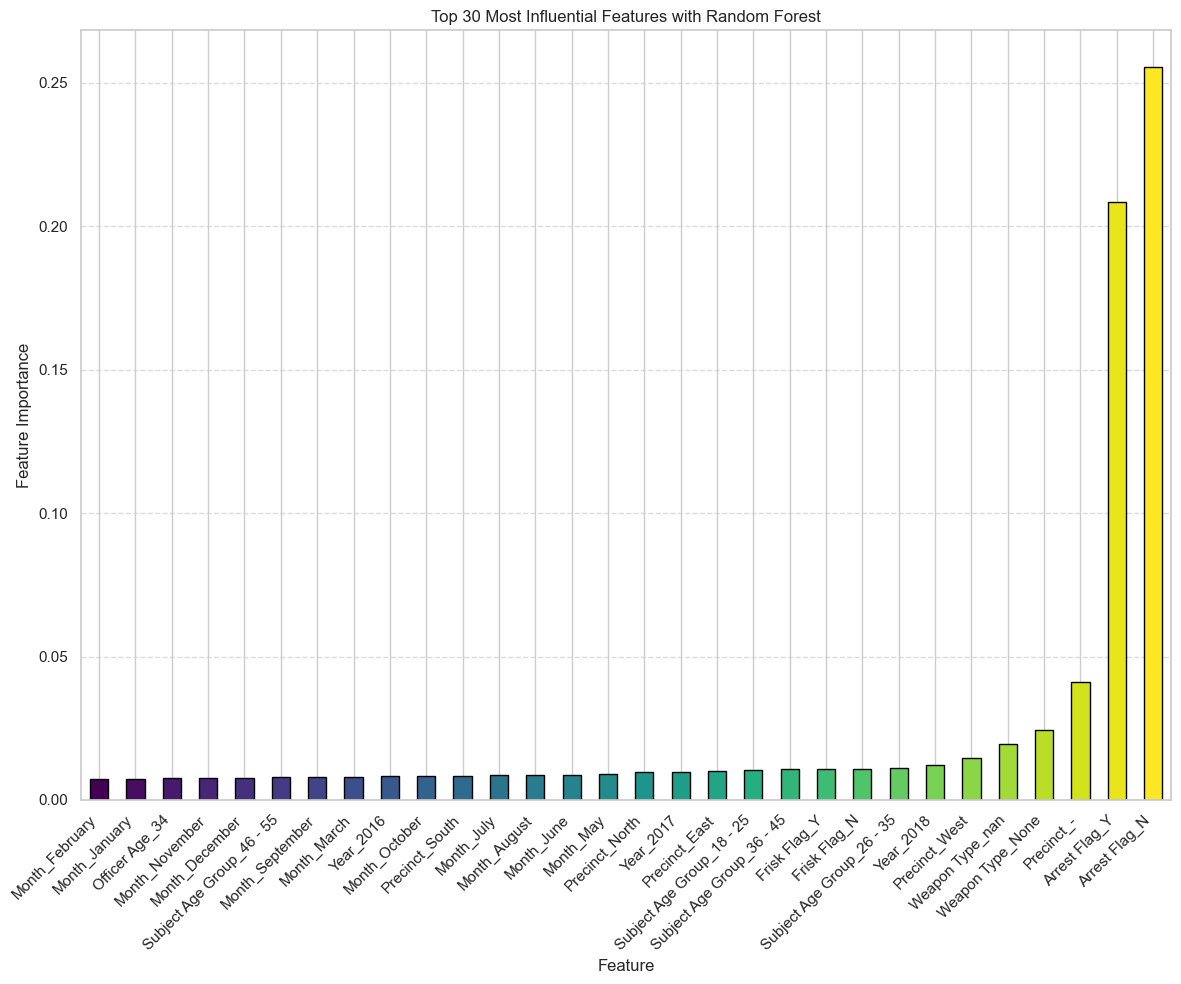 Top 30 Most Influential Features with Random Forest
Feature Importance
0.25
0.20
0.15
0.10
0.05
0.00
Month_February
Month_January
Officer Age_34
Month_November
Month_December
Subject Age Group_46 - 55
Month_September
Month_March
Year_2016
Month_October
Precinct_South
Month_July
Month_August
Month_June
Month_May
Precinct_North
Year_2017
Precinct_East
Subject Age Group_18 - 25
Subject Age Group_36 - 45
Frisk Flag_Y
Frisk Flag_N
Subject Age Group_26 - 35
Year_2018
Precinct_West
Weapon Type_nan
Weapon Type_None
Precinct_-
Arrest Flag_Y
Arrest Flag_N
Feature